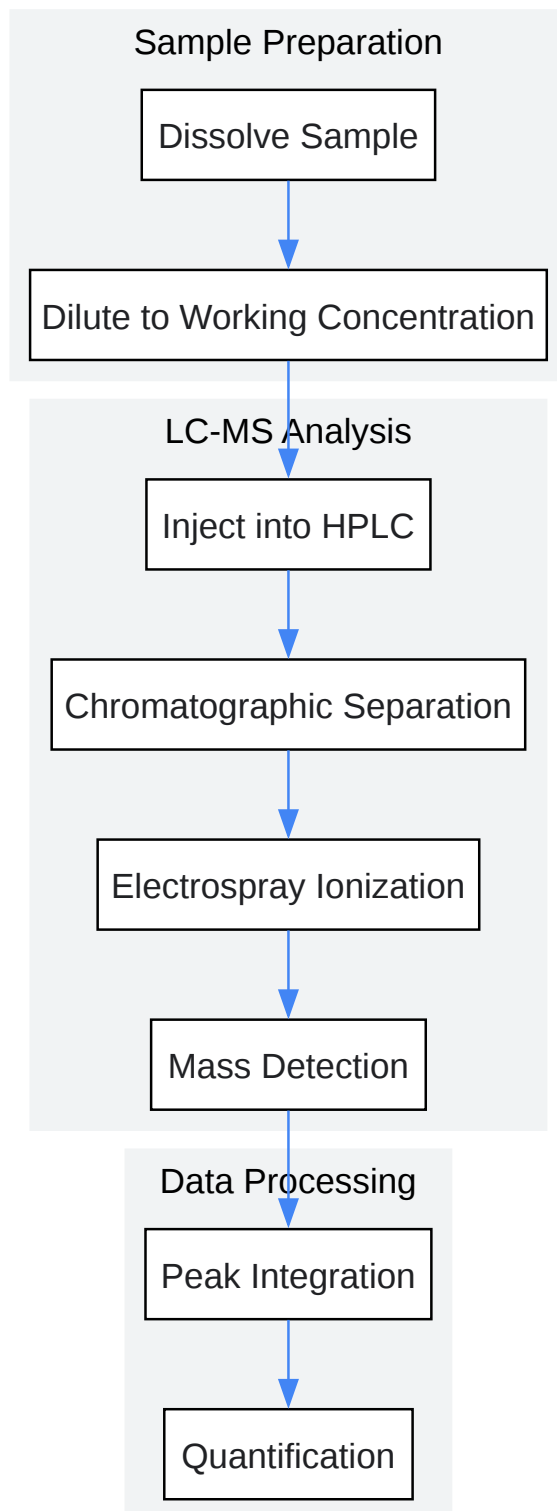 Sample Preparation
Dissolve Sample
Dilute to Working Concentration
LC-MS Analysis
Inject into HPLC
Chromatographic Separation
Electrospray Ionization
Mass Detection
Data Processing
Peak Integration
Quantification